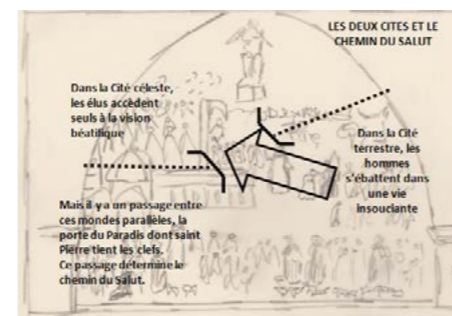 LES DEUX CITES ET LE
CHEMIN DU SALUT
Dans la Cité céleste,
les élus accèdent
seuls à la vision
béatifique
Dans la Cité
terrestre, les
hommes
s'ébattent dans
une vie
insouciante
Mais il y a un passage entre
ces mondes parallèles, la
porte du Paradis dont saint
Pierre tient les clefs.
Ce passage détermine le
chemin du Salut.